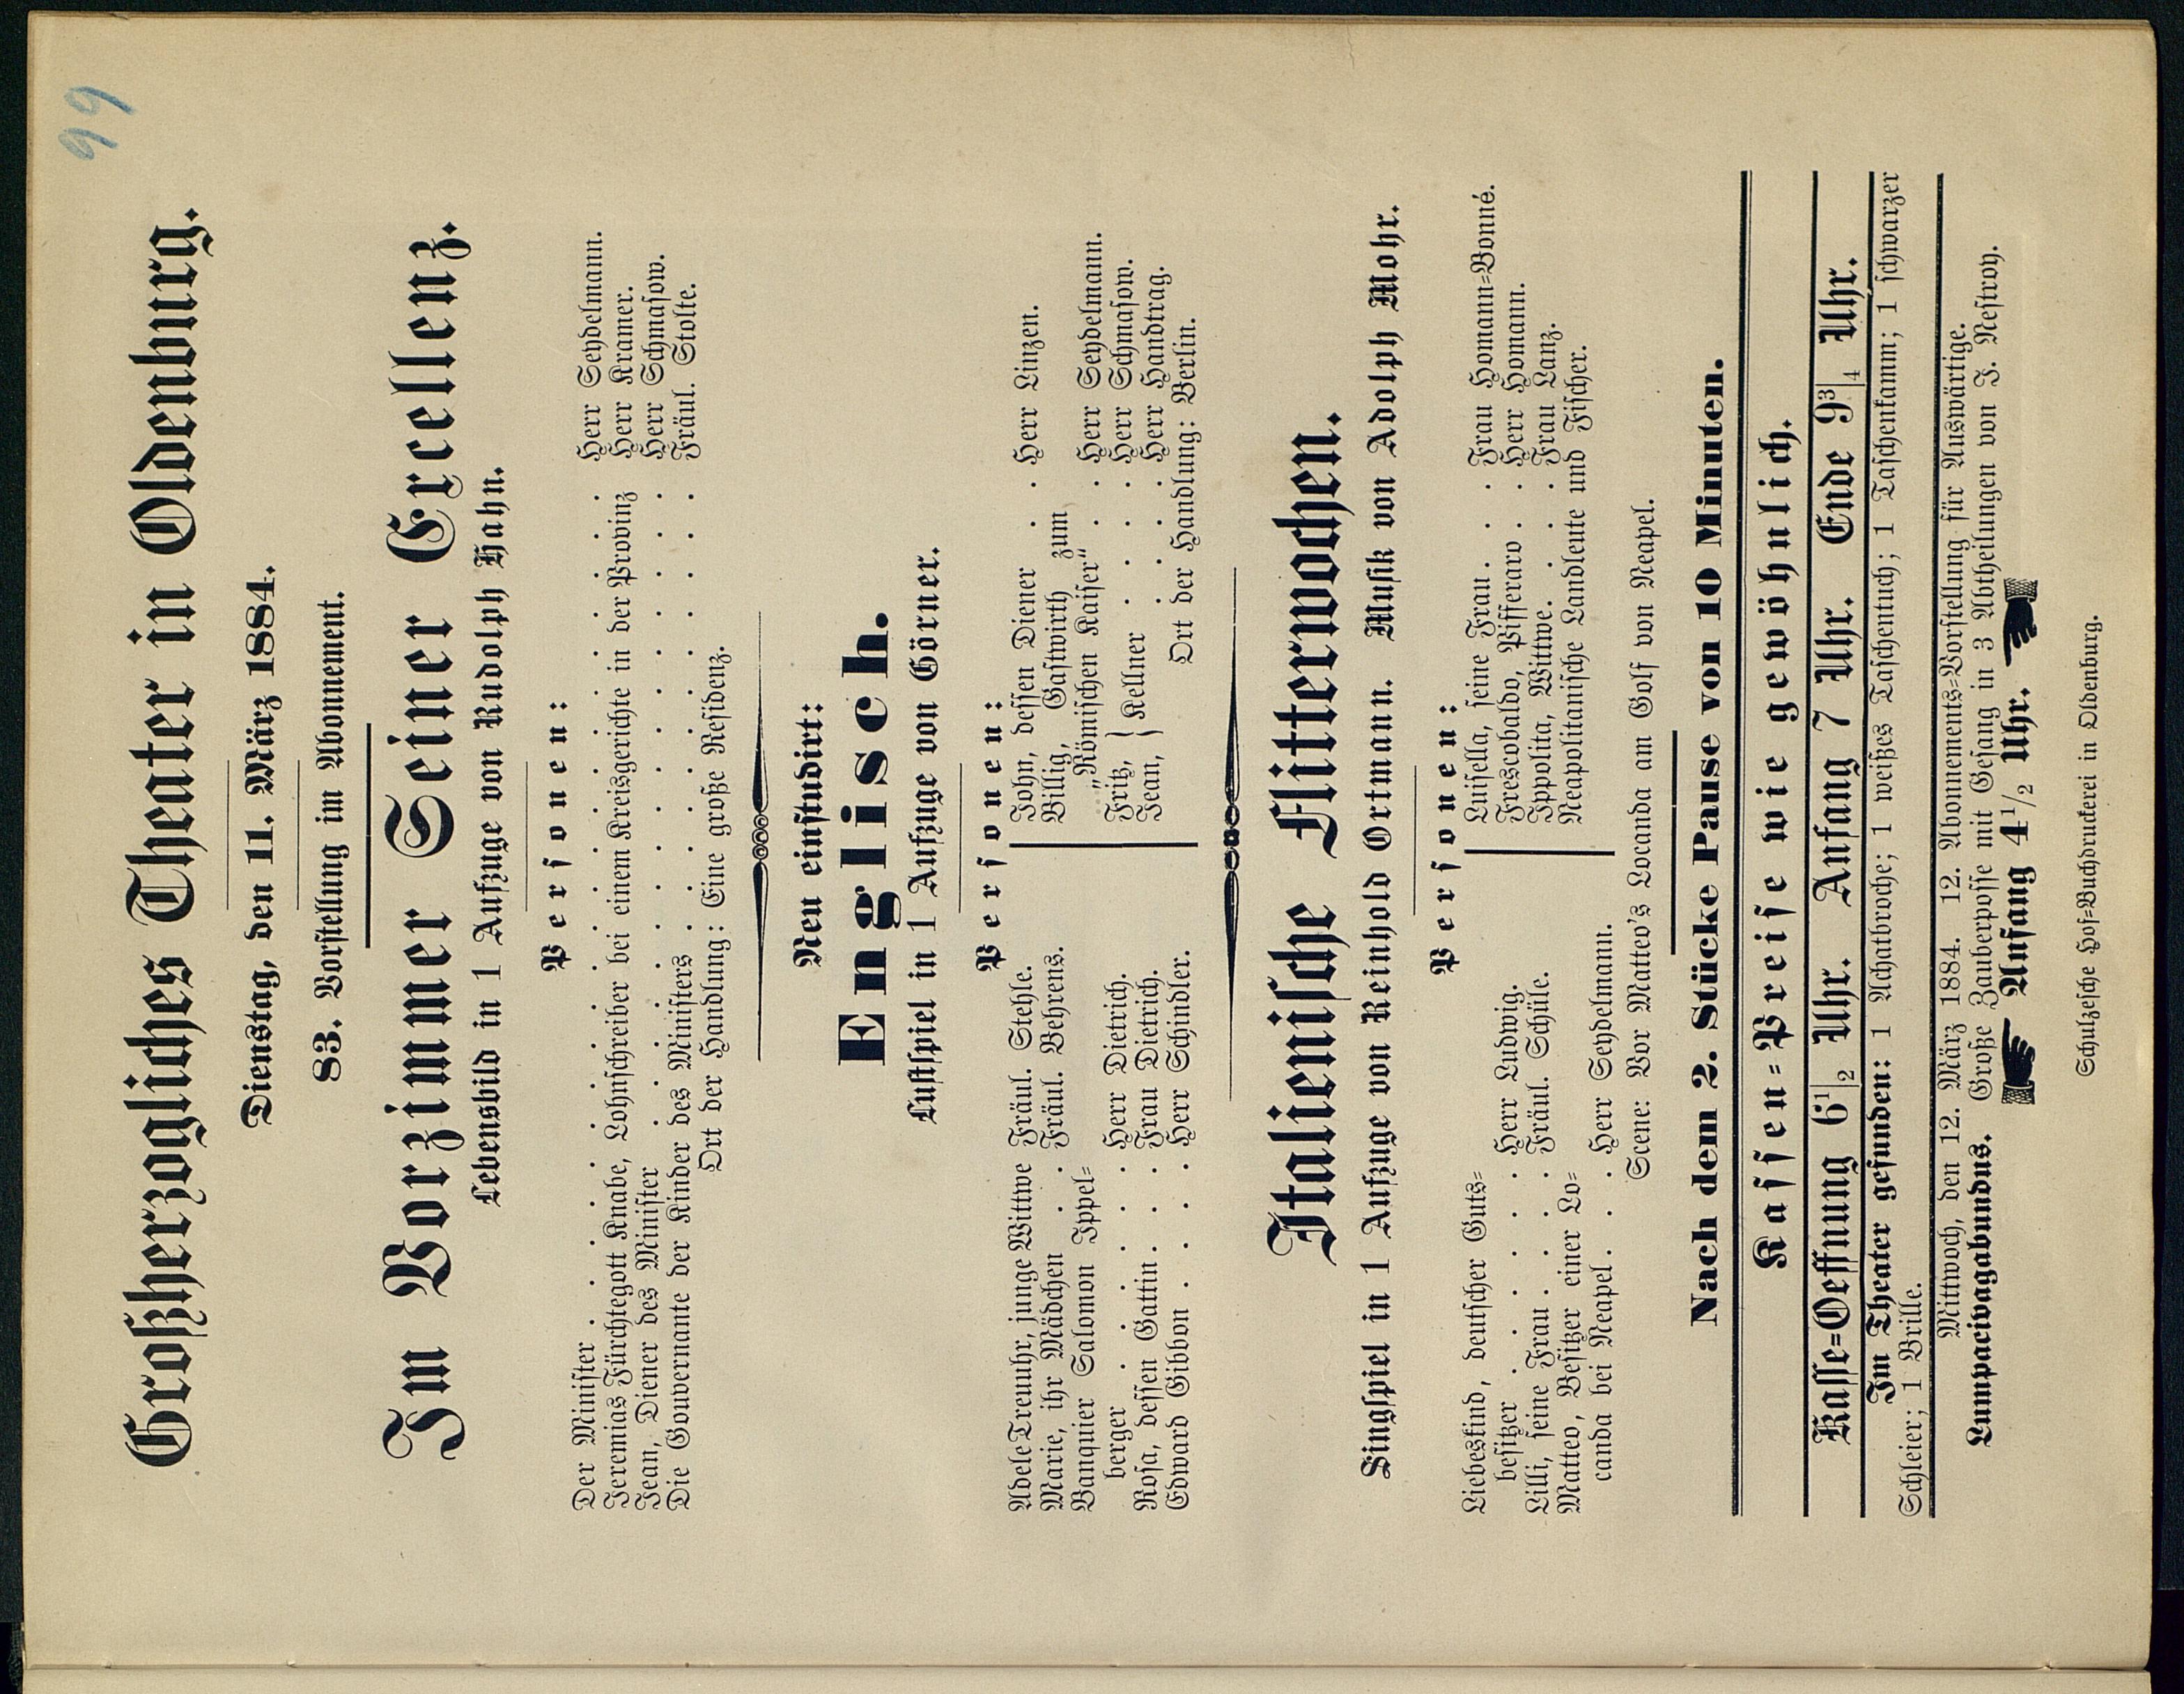 99
Großherzogliches Theater in Oldenburg.
Dienstag, den 11. März 1884.
83. Vorstellung im Abonnement.
Im Vorzimmer Seiner Excellenz.
Lebensbild in 1 Aufzuge von Rudolph Hahn.
Personen:
Der Minister . . . . . . . . . Herr Seydelmann.
Jeremias Fürchtegott Knabe, Lohnschreiber bei einem Kreisgerichte in der Provinz . Herr Kramer.
Jean, Diener des Minister . . . . . . . . . Herr Schmasow.
Die Gouvernante der Kinder des Ministers . . . . . . . . Fräul. Stolte.
Ort der Handlung: Eine große Residenz.
Neu einstudirt:
Englisch.
Lustspiel in 1 Aufzuge von Görner.
Personen:
Adele Treuuhr, junge Wittwe Fräul. Stehle.
Marie, ihr Mädchen . . . Fräul. Behrens.
Banquier Salomon Ippel=
berger . . . . . Herr Dietrich.
Rosa, dessen Gattin . . . . Frau Dietrich.
Edward Gibbon . . . . . Herr Schindler.
John, dessen Diener . . . Herr Linzen.
Billig, Gastwirth zum
„Römischen Kaiser“ . . . Herr Seydelmann.
Fritz, } Kellner . . . . Herr Schmasow.
Jean, } . . . . Herr Handtrag.
Ort der Handlung: Berlin.
Italienische Flitterwochen.
Singspiel in 1 Aufzuge von Reinhold Ortmann. Musik von Adolph Mohr.
Personen:
Liebeskind, deutscher Guts=
besitzer . . . . . . Herr Ludwig.
Lilli, seine Frau . . . . . Fräul. Schüle.
Matteo, Besitzer einer Lo=
canda bei Neapel . . . . Herr Seydelmann.
Luisella, seine Frau . . . . Frau Homann=Bonné.
Frescobaldo, Pifferaro . . . Herr Homann.
Ippolita, Wittwe. . . . . Frau Lanz.
Neapolitanische Landleute und Fischer.
Scene: Vor Matteo's Locanda am Golf von Neapel.
Nach dem 2. Stücke Pause von 10 Minuten.
Kassen=Preise wie gewöhnlich.
Kasse=Oeffnung 6½ Uhr. Anfang 7 Uhr. Ende 9¾ Uhr.
Im Theater gefunden: 1 Achatbroche; 1 weißes Taschentuch; 1 Taschenkamm; 1 schwarzer
Schleier; 1 Brille.
Mittwoch, den 12. März 1884. 12. Abonnements=Vorstellung für Auswärtige.
Lumpacivagabundus. Große Zauberposse mit Gesang in 3 Abtheilungen von J. Nestroy.
Anfang 4½ Uhr.
Schulzesche Hof=Buchdruckerei in Oldenburg.